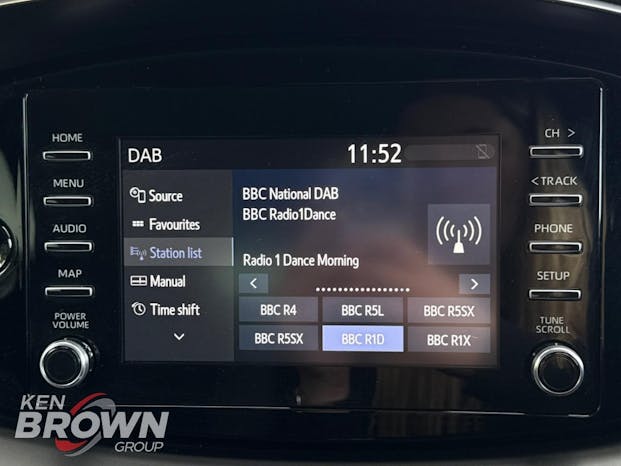 HOME
MENU
AUDIO
MAP
POWER
VOLUME
DAB 11:52
Source
Favourites
Station list
Manual
Time shift
BBC National DAB
BBC Radio1Dance
Radio 1 Dance Morning
< >
BBC R4 BBC R5L BBC R5SX
BBC R5SX BBC R1D BBC R1X
CH >
< TRACK
PHONE
SETUP
TUNE
SCROLL
KEN
BROWN
GROUP